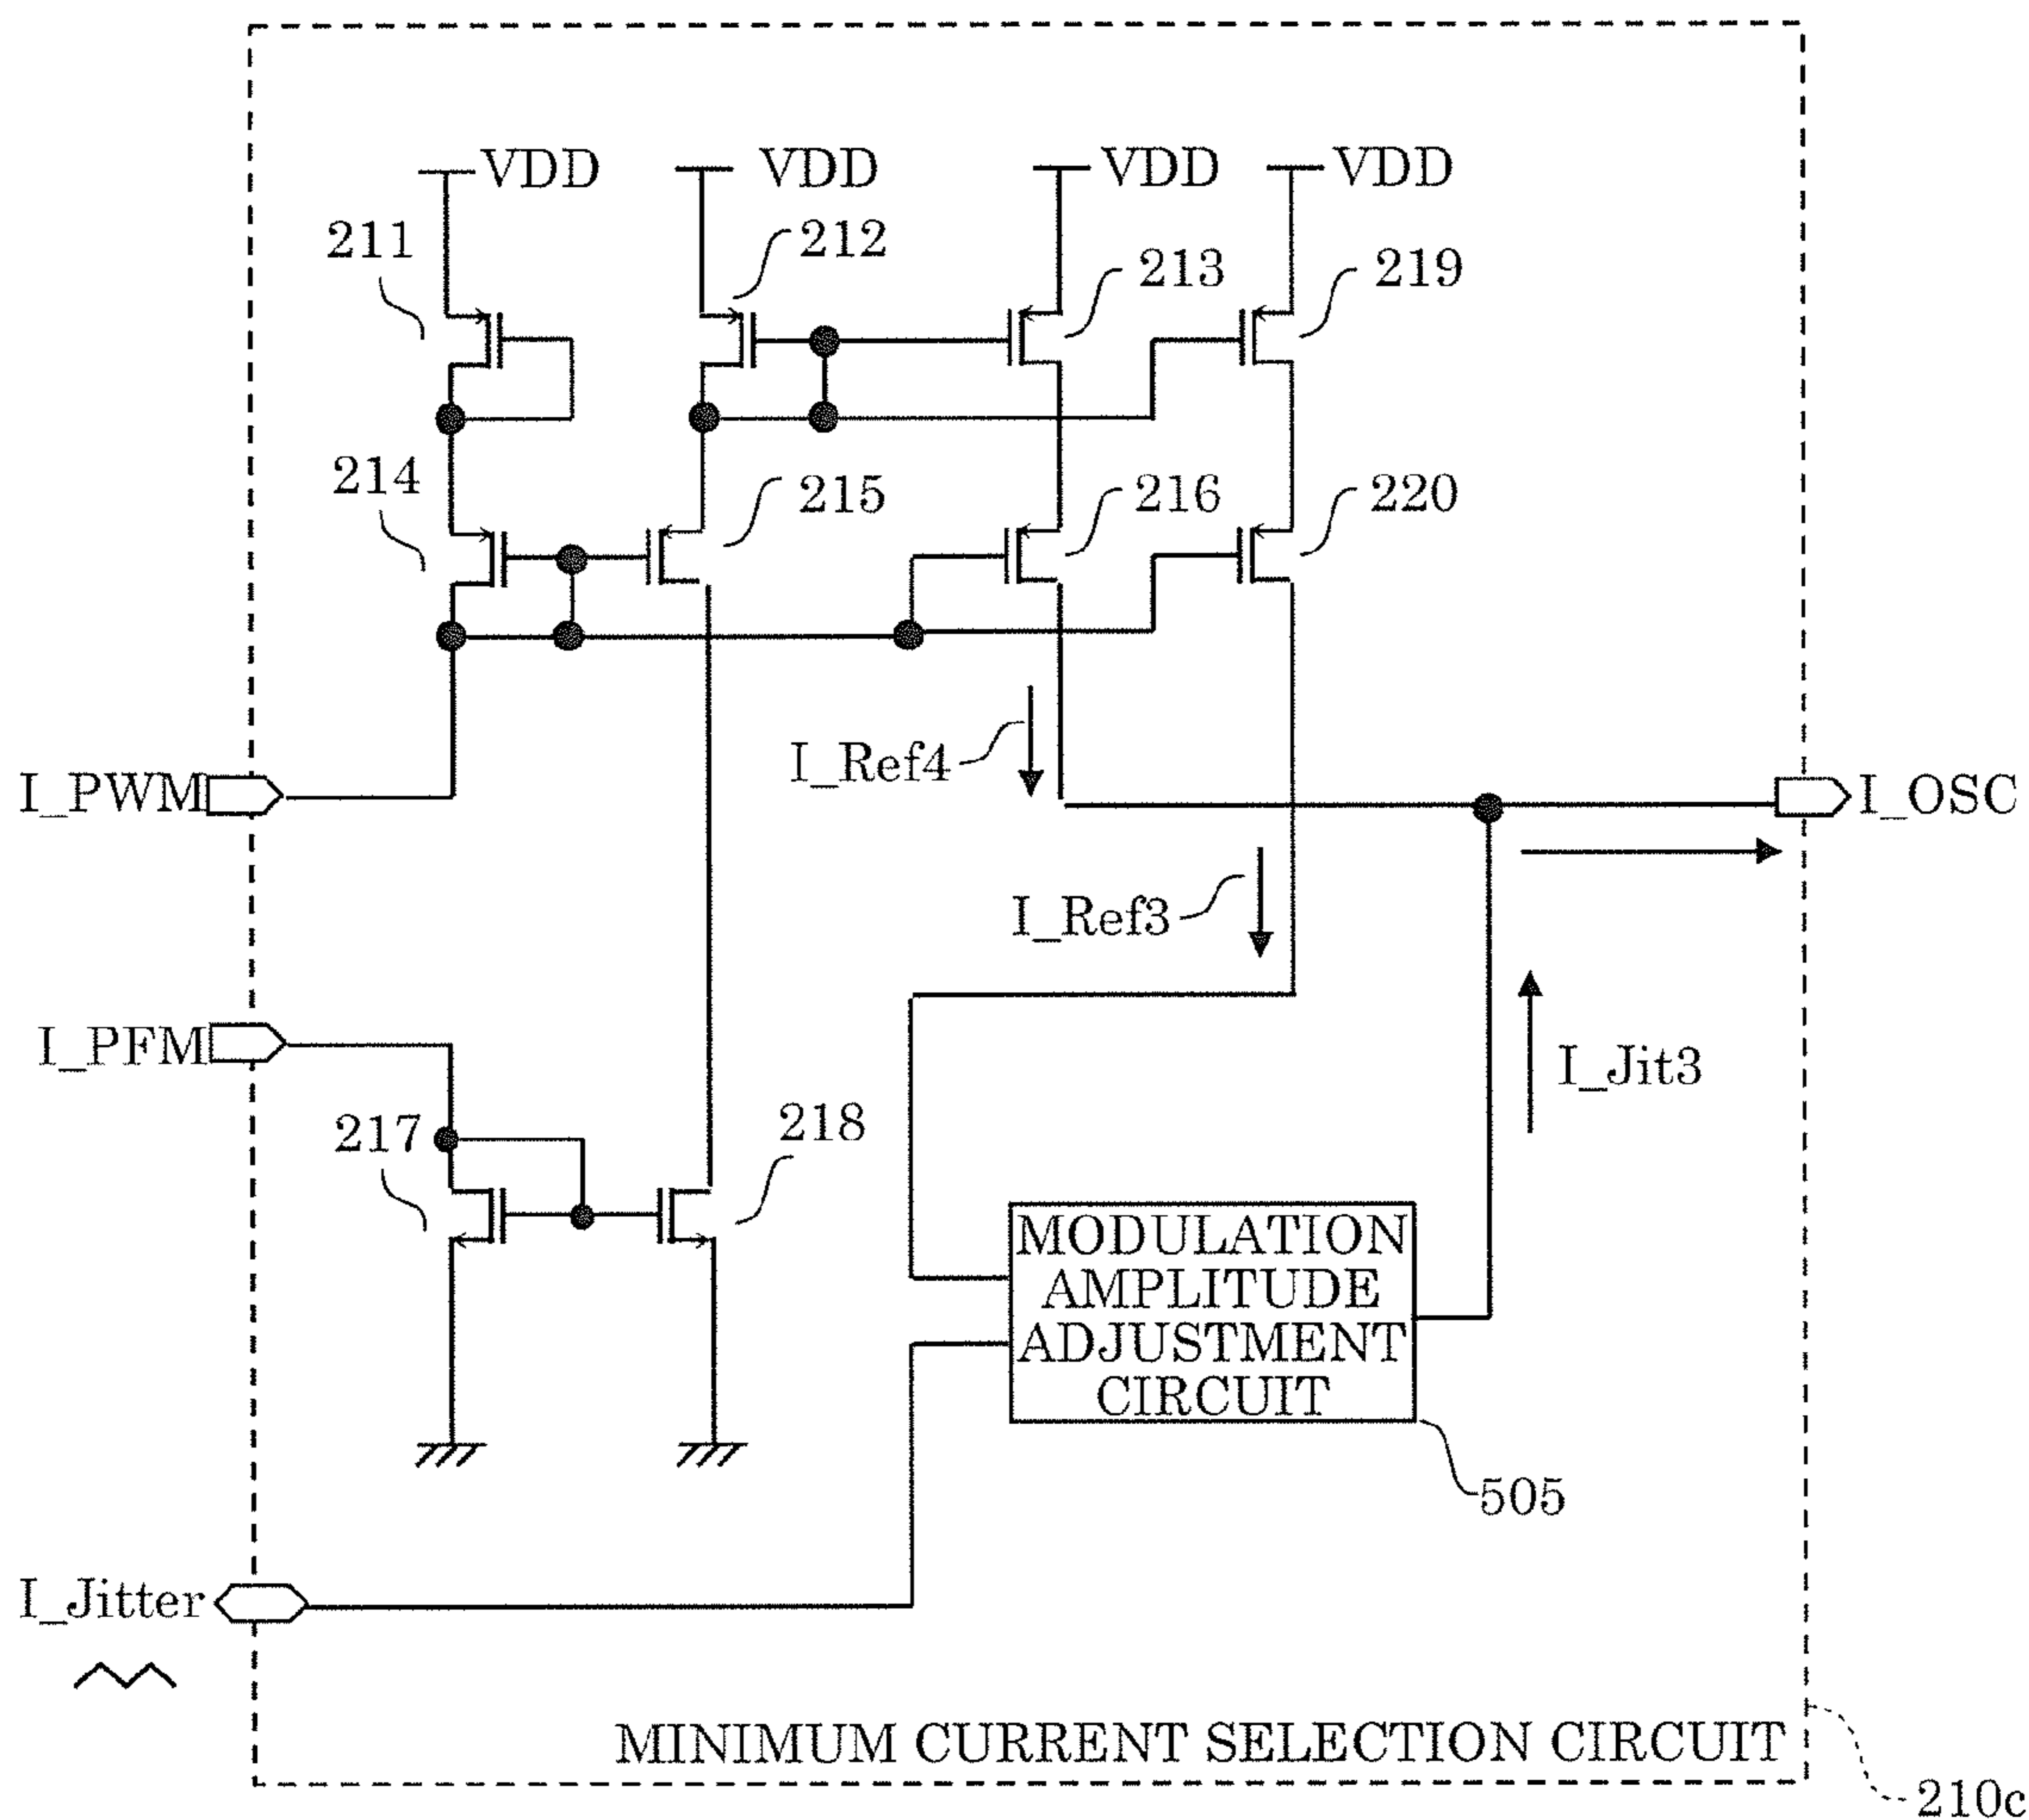 VDD VDD VDD VDD
211 212 213 219
214 215 216 220
I_PWM I_Ref4 I_OSC
I_Ref3
I_PFM I_Jit3
217 218
MODULATION
AMPLITUDE
ADJUSTMENT
CIRCUIT
505
I_Jitter
MINIMUM CURRENT SELECTION CIRCUIT
210c